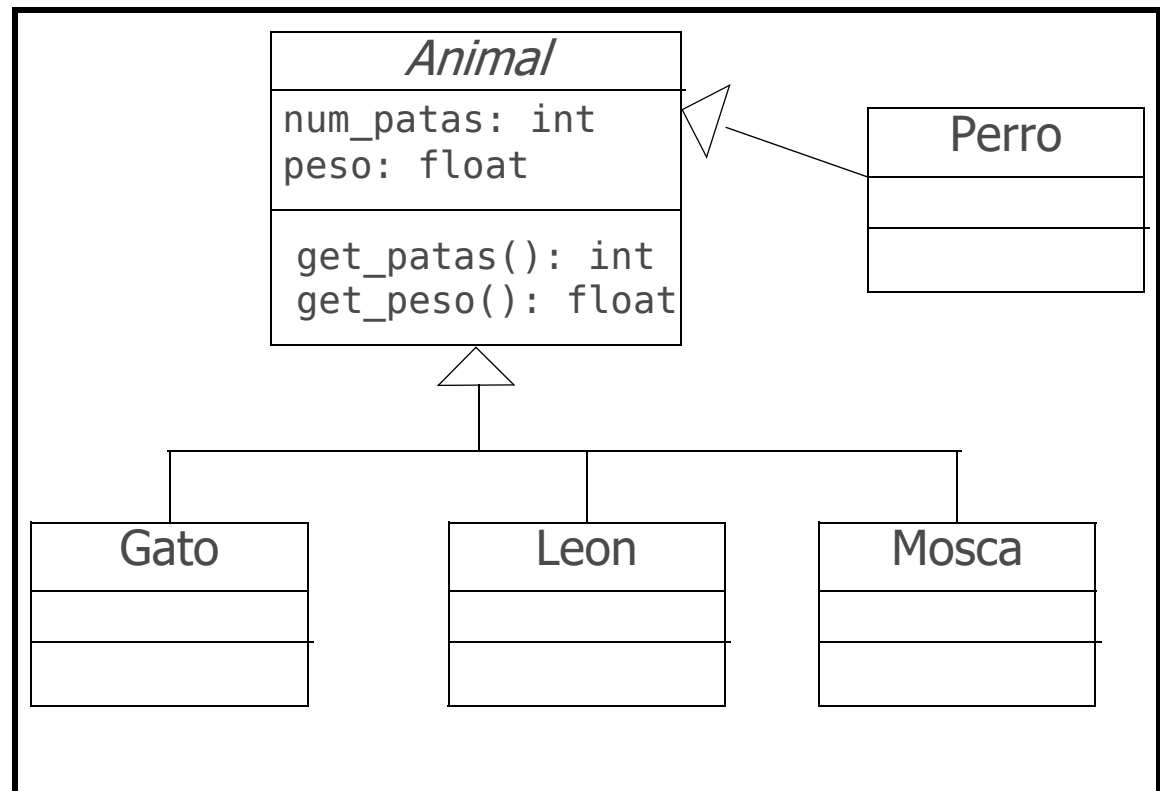 Animal
num_patas: int
peso: float
get_patas(): int
get_peso(): float
Perro
Gato
Leon
Mosca